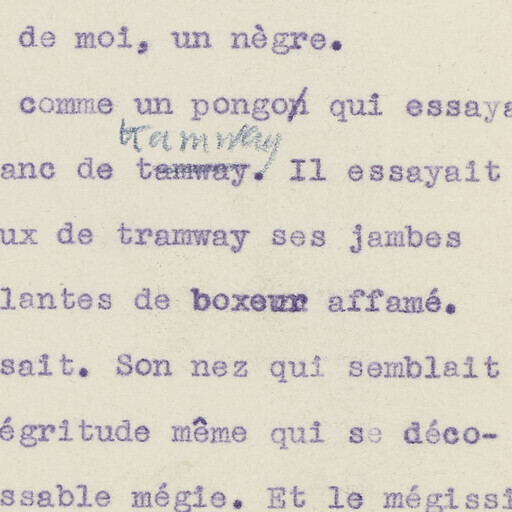 de moi, un nègre.
comme un pongo qui essaya
tramway
anc de tamway. Il essayait
ux de tramway ses jambes
lantes de boxeur affamé.
sait. Son nez qui semblait
égritude même qui se déco-
ssable mégie. Et le mégissi